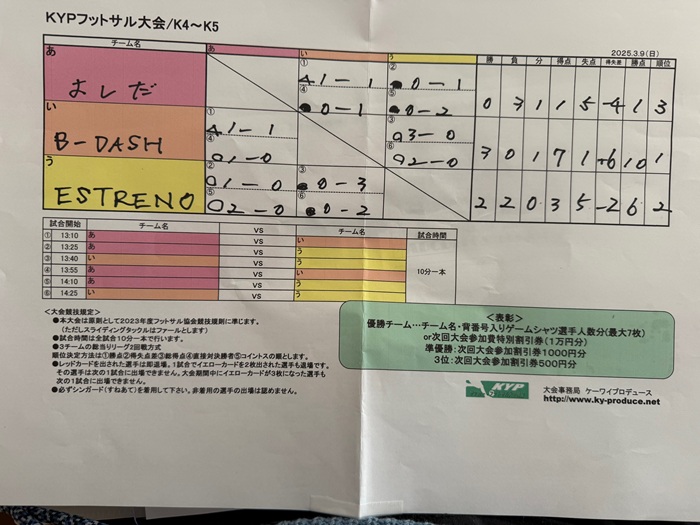 KYPフットサル大会/K4～K5
2025.3.9(日)
チーム名 あ い う 勝 負 分 得点 失点 得失差 勝点 順位
あ よしだ ① △1-1 ② ●0-1
④ ●0-1 ⑤ ●0-2 0 3 1 1 5 -4 1 3
い B-DASH ① △1-1 ③ ○3-0
④ ○1-0 ⑥ ○2-0 3 0 1 7 1 +6 10 1
う ESTRENO ② ○1-0 ③ ●0-3
⑤ ○2-0 ⑥ ●0-2 2 2 0 3 5 -2 6 2
試合開始 チーム名 VS チーム名 試合時間
① 13:10 あ VS い
② 13:25 あ VS う
③ 13:40 い VS う
④ 13:55 あ VS い
⑤ 14:10 あ VS う
⑥ 14:25 い VS う
10分一本
<大会競技規定>
●本大会は原則として2023年度フットサル協会競技規則に準じます。
(ただしスライディングタックルはファールとします)
●試合時間は全試合10分一本で行います。
●3チームの総当りリーグ2回戦方式
順位決定方法は①勝点②得失点差③総得点④直接対決勝者⑤コイントスの順とします。
●レッドカードを出された選手は即退場。1試合でイエローカードを2枚出された選手も退場です。
その選手は次の1試合に出場できません。大会期間中にイエローカードが3枚になった選手も
次の1試合に出場できません。
●必ずシンガード(すねあて)を着用して下さい。非着用の選手の出場は認めません。
<表彰>
優勝チーム…チーム名・背番号入りゲームシャツ選手人数分(最大7枚)
or次回大会参加費特別割引券(1万円分)
準優勝:次回大会参加割引券1000円分
3位:次回大会参加割引券500円分
KYP
大会事務局 ケーワイプロデュース
http://www.ky-produce.net